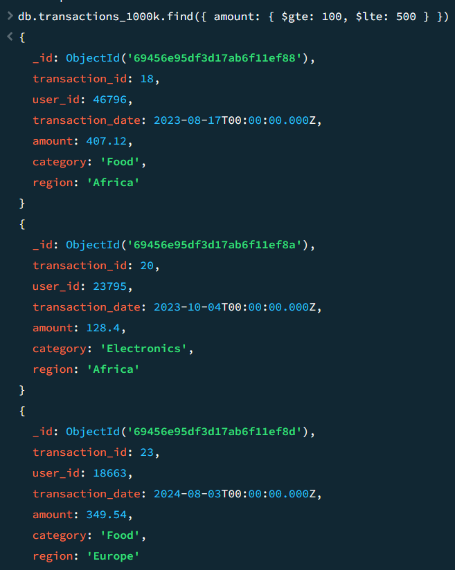 > db.transactions_1000k.find({ amount: { $gte: 100, $lte: 500 } })
< {
_id: ObjectId('69456e95df3d17ab6f11ef88'),
transaction_id: 18,
user_id: 46796,
transaction_date: 2023-08-17T00:00:00.000Z,
amount: 407.12,
category: 'Food',
region: 'Africa'
}
{
_id: ObjectId('69456e95df3d17ab6f11ef8a'),
transaction_id: 20,
user_id: 23795,
transaction_date: 2023-10-04T00:00:00.000Z,
amount: 128.4,
category: 'Electronics',
region: 'Africa'
}
{
_id: ObjectId('69456e95df3d17ab6f11ef8d'),
transaction_id: 23,
user_id: 18663,
transaction_date: 2024-08-03T00:00:00.000Z,
amount: 349.54,
category: 'Food',
region: 'Europe'